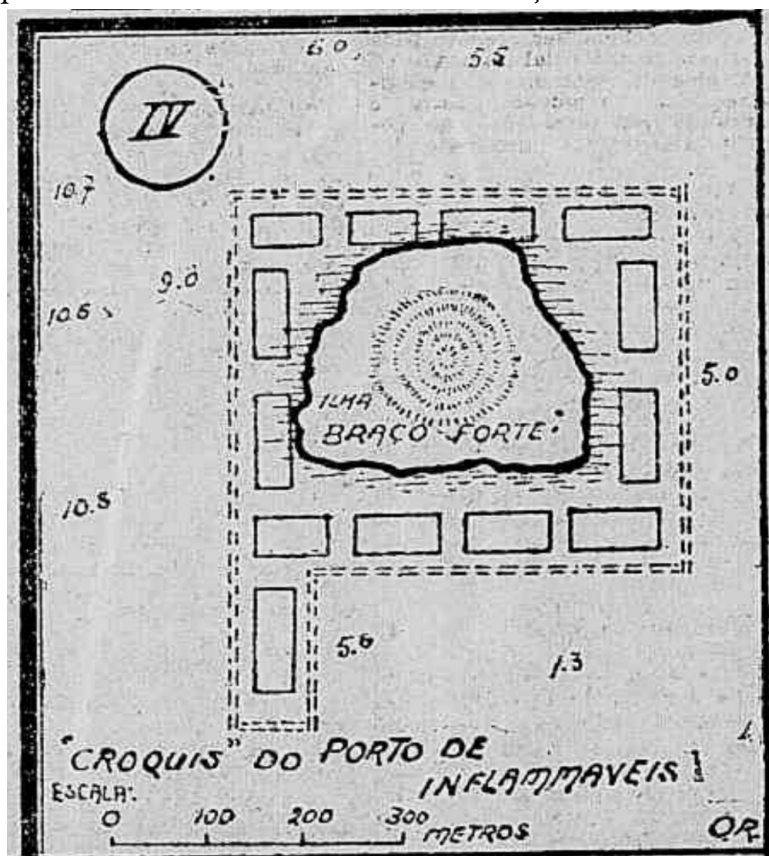 6.0
5.5
IV
10.7
9.0
10.6
5.0
ILHA
BRAÇO-FORTE
10.8
5.6
1.3
"CROQUIS" DO PORTO DE
INFLAMMAVEIS
ESCALA:
0 100 200 300
METROS
O.R.